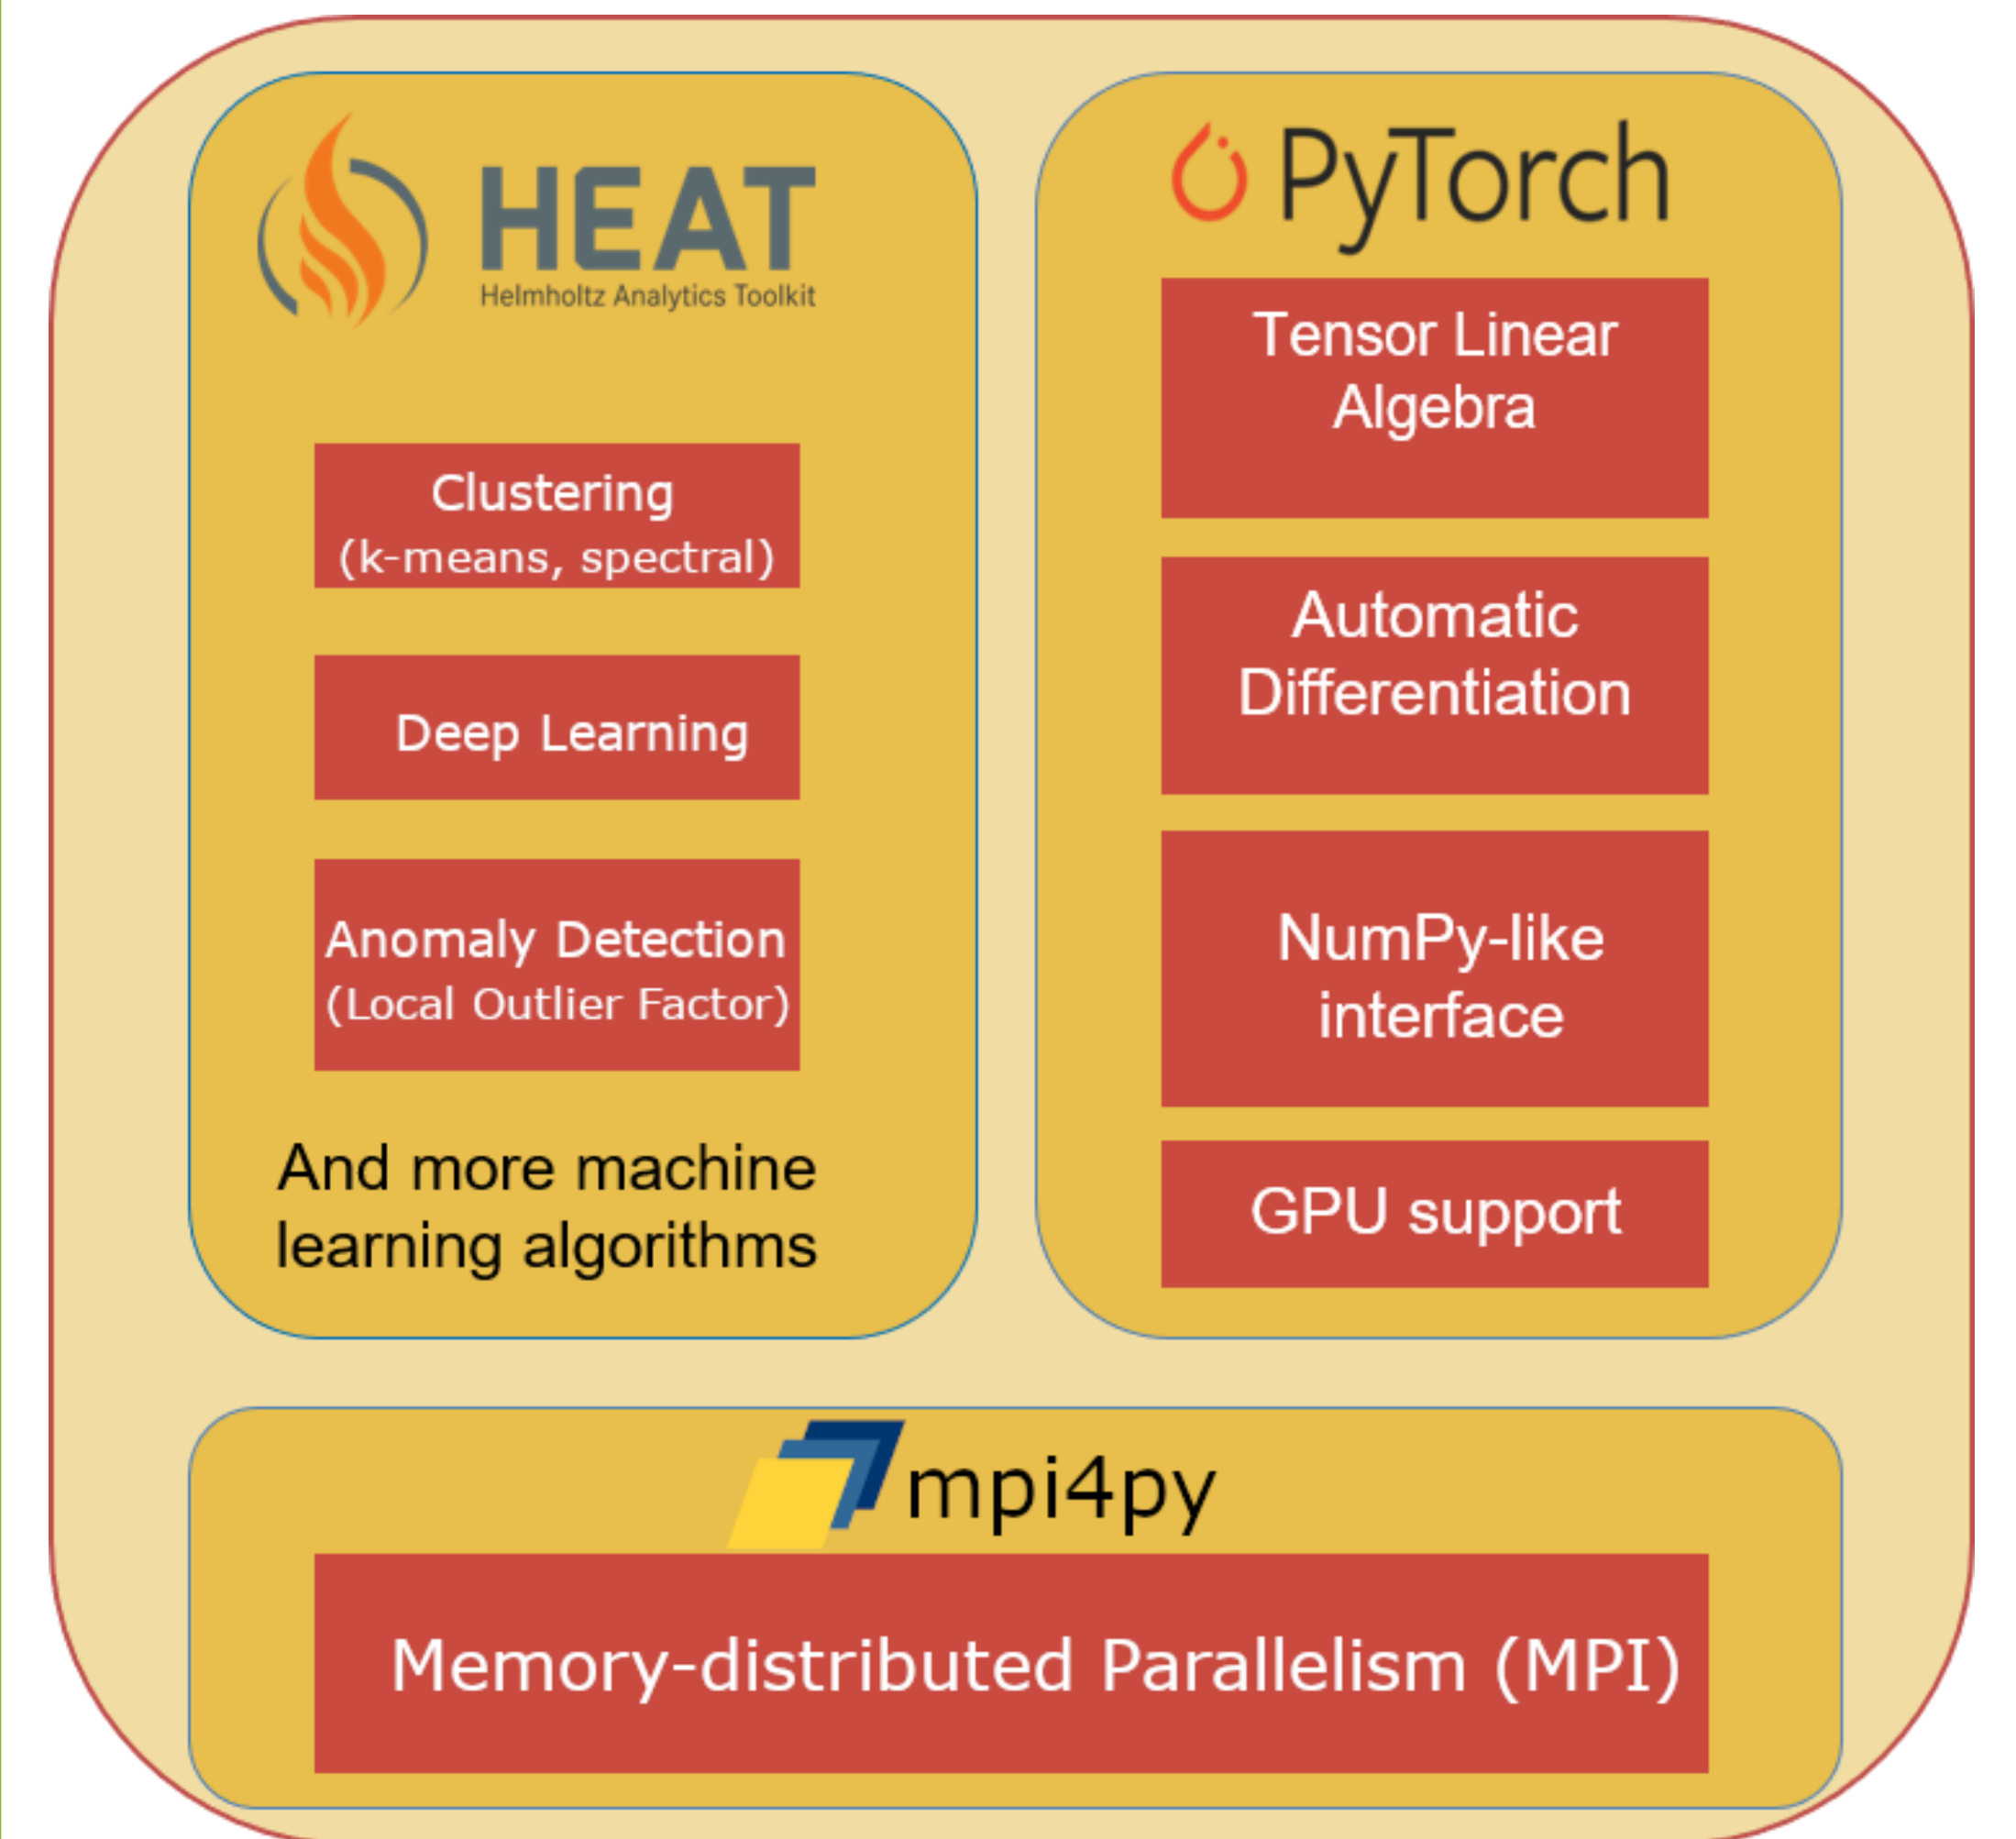 HEAT
Helmholtz Analytics Toolkit
Clustering
(k-means, spectral)
Deep Learning
Anomaly Detection
(Local Outlier Factor)
And more machine
learning algorithms
PyTorch
Tensor Linear
Algebra
Automatic
Differentiation
NumPy-like
interface
GPU support
mpi4py
Memory-distributed Parallelism (MPI)